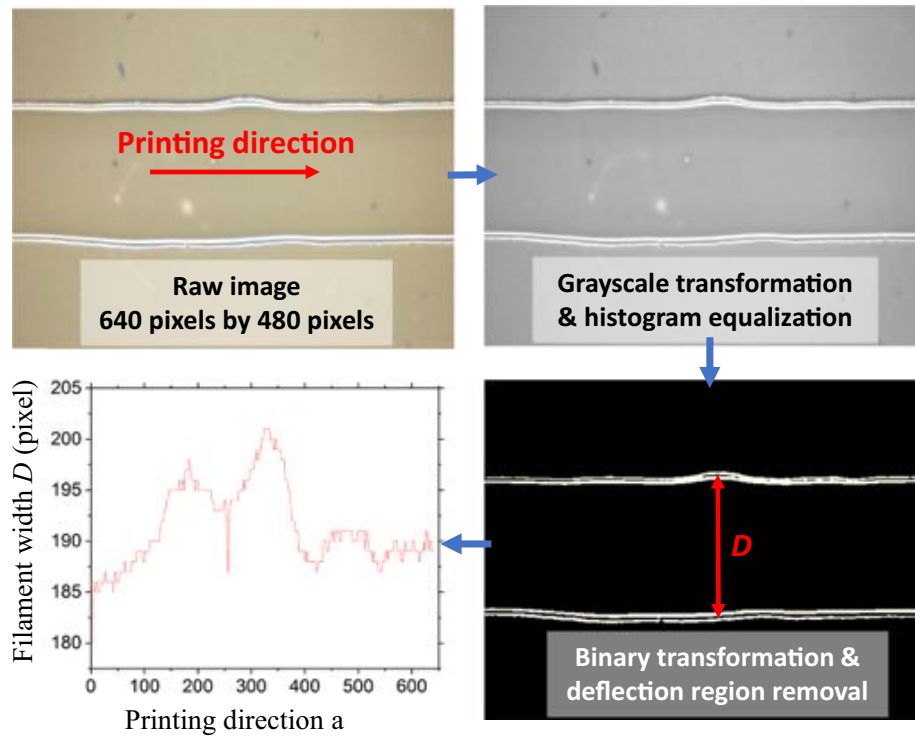 Printing direction
Raw image
640 pixels by 480 pixels
Grayscale transformation
& histogram equalization
205
200
195
190
185
180
0
100
200
300
400
500
600
Filament width D (pixel)
Printing direction a
D
Binary transformation &
deflection region removal